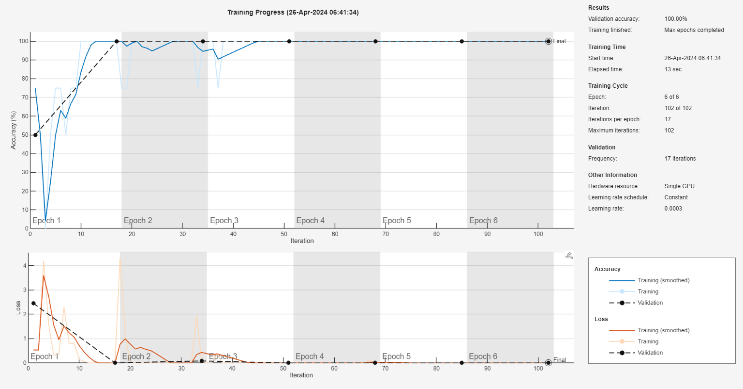 Training Progress (26-Apr-2024 06:41:34)
Accuracy (%)
100
90
80
70
60
50
40
30
20
10
0
Final
Epoch 1
Epoch 2
Epoch 3
Epoch 4
Epoch 5
Epoch 6
0
10
20
30
40
50
60
70
80
90
100
Iteration
Loss
4
3
2
1
0
Final
Epoch 1
Epoch 2
Epoch 3
Epoch 4
Epoch 5
Epoch 6
0
10
20
30
40
50
60
70
80
90
100
Iteration
Results
Validation accuracy: 100.00%
Training finished: Max epochs completed
Training Time
Start time: 26-Apr-2024 06:41:34
Elapsed time: 13 sec
Training Cycle
Epoch: 6 of 6
Iteration: 102 of 102
Iterations per epoch: 17
Maximum iterations: 102
Validation
Frequency: 17 iterations
Other Information
Hardware resource: Single GPU
Learning rate schedule: Constant
Learning rate: 0.0003
Accuracy
Training (smoothed)
Training
Validation
Loss
Training (smoothed)
Training
Validation